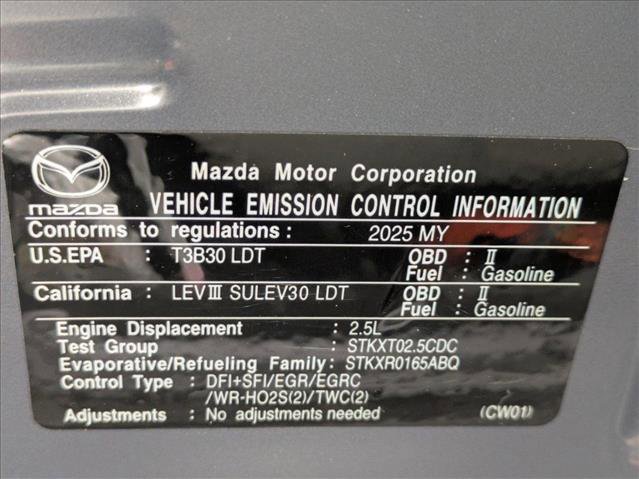 Mazda Motor Corporation
mazda VEHICLE EMISSION CONTROL INFORMATION
Conforms to regulations : 2025 MY
U.S.EPA : T3B30 LDT OBD : II
Fuel : Gasoline
California : LEV III SULEV30 LDT OBD : II
Fuel : Gasoline
Engine Displacement : 2.5L
Test Group : STKXT02.5CDC
Evaporative/Refueling Family: STKXR0165ABQ
Control Type : DFI+SFI/EGR/EGRC
/WR-HO2S(2)/TWC(2)
Adjustments : No adjustments needed (CW01)